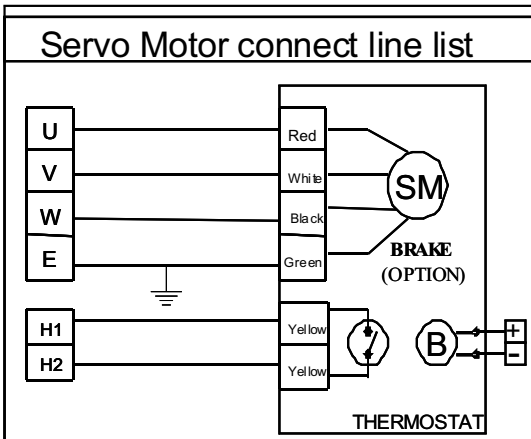 Servo Motor connect line list
U
Red
V
White
SM
W
Black
BRAKE
E
Green
(OPTION)
H1
Yellow
B
+
H2
Yellow
-
THERMOSTAT